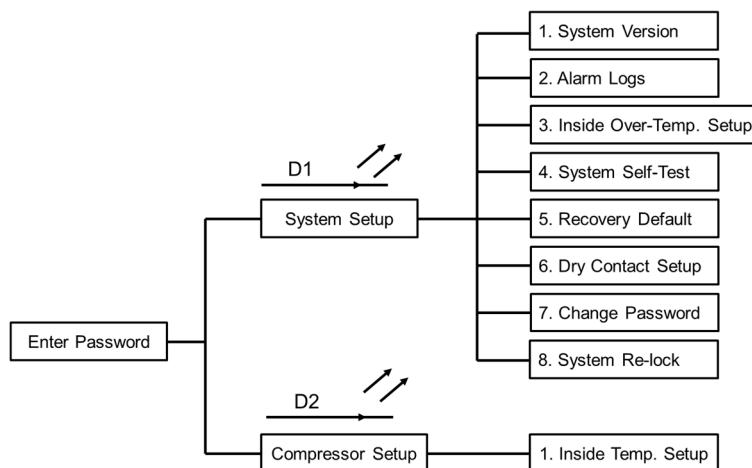 1. System Version
2. Alarm Logs
3. Inside Over-Temp. Setup
4. System Self-Test
5. Recovery Default
6. Dry Contact Setup
7. Change Password
8. System Re-lock
D1
System Setup
Enter Password
D2
Compressor Setup
1. Inside Temp. Setup